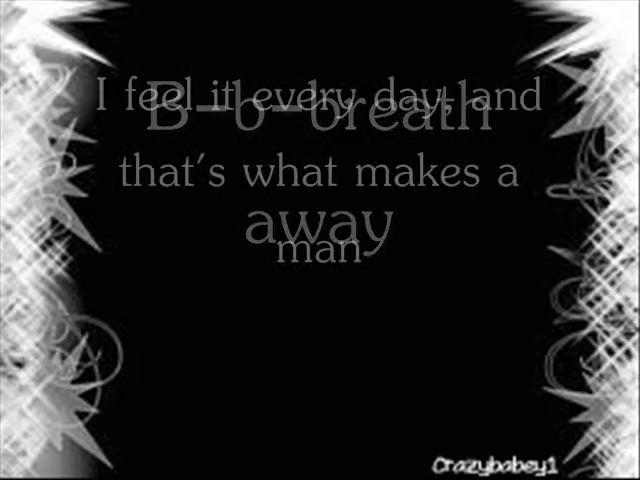 I feel it every day, and
B-b-breath
that's what makes a
away
man
Crazybabey1